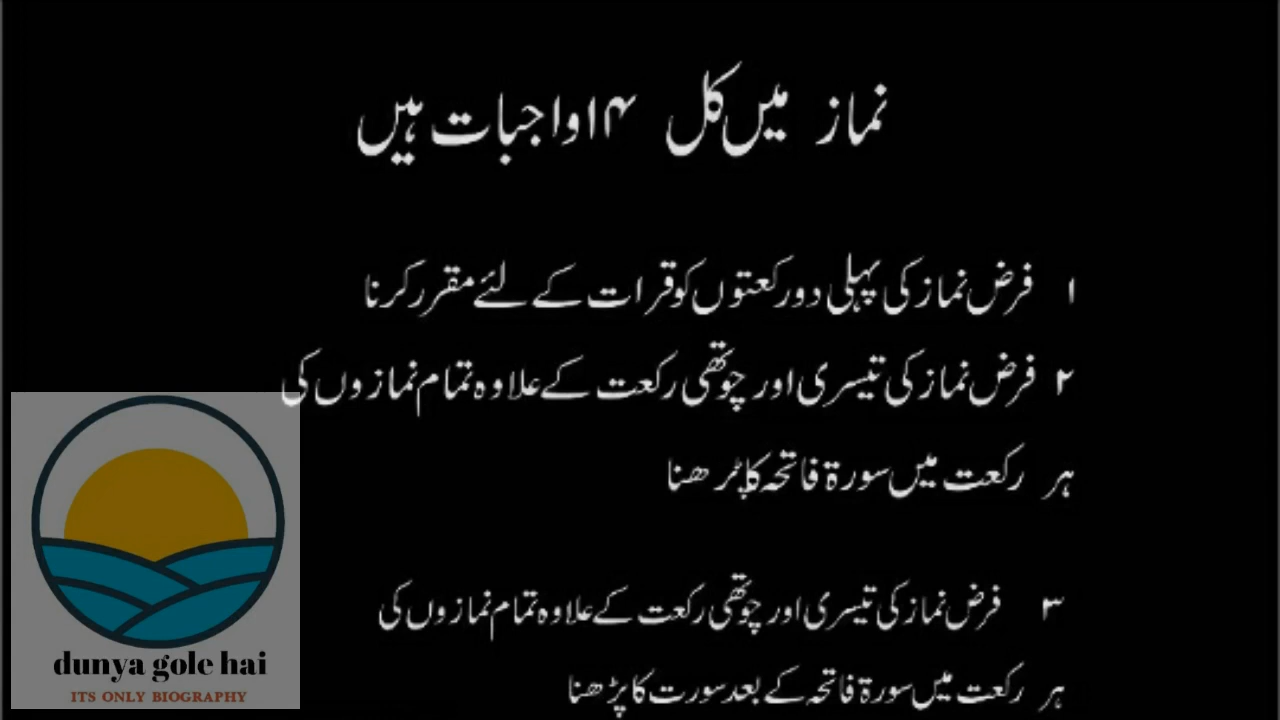 نماز میں کل ۱۴ واجبات ہیں
۱ فرض نماز کی پہلی دو رکعتوں کو قرات کے لئے مقرر کرنا
۲ فرض نماز کی تیسری اور چوتھی رکعت کے علاوہ تمام نمازوں کی
ہر رکعت میں سورۃ فاتحہ کا پڑھنا
۳ فرض نماز کی تیسری اور چوتھی رکعت کے علاوہ تمام نمازوں کی
ہر رکعت میں سورۃ فاتحہ کے بعد سورت کا پڑھنا
dunya gole hai
ITS ONLY BIOGRAPHY